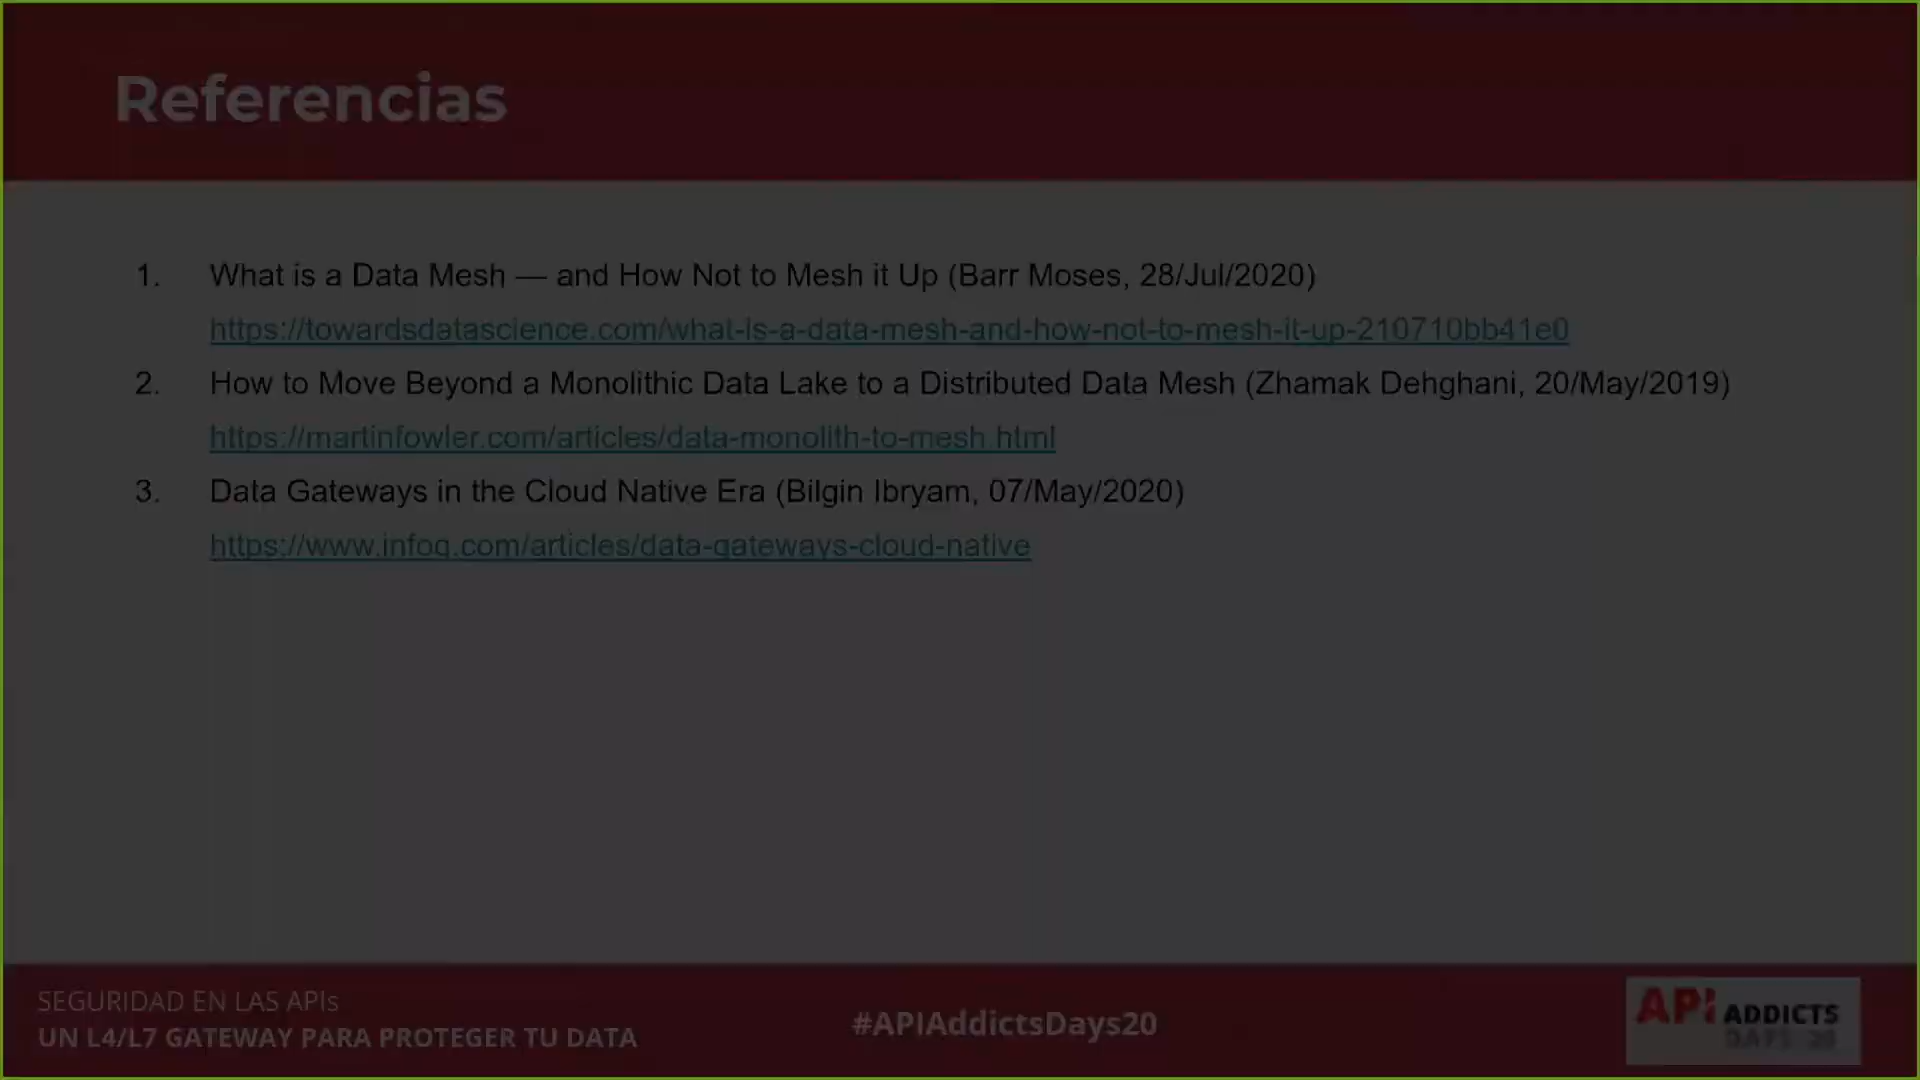 Referencias
1. What is a Data Mesh — and How Not to Mesh it Up (Barr Moses, 28/Jul/2020)
https://towardsdatascience.com/what-is-a-data-mesh-and-how-not-to-mesh-it-up-210710bb41e0
2. How to Move Beyond a Monolithic Data Lake to a Distributed Data Mesh (Zhamak Dehghani, 20/May/2019)
https://martinfowler.com/articles/data-monolith-to-mesh.html
3. Data Gateways in the Cloud Native Era (Bilgin Ibryam, 07/May/2020)
https://www.infoq.com/articles/data-gateways-cloud-native
SEGURIDAD EN LAS APIs
UN L4/L7 GATEWAY PARA PROTEGER TU DATA
#APIAddictsDays20
API ADDICTS
DAYS 20